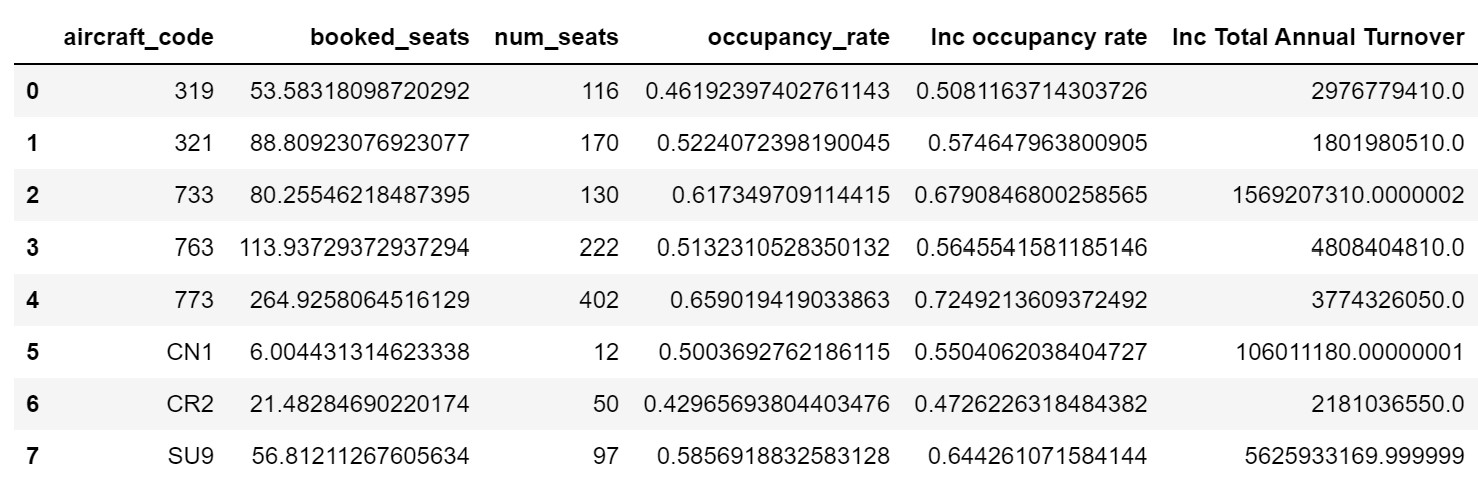 aircraft_code booked_seats num_seats occupancy_rate Inc occupancy rate Inc Total Annual Turnover
0 319 53.58318098720292 116 0.46192397402761143 0.5081163714303726 2976779410.0
1 321 88.80923076923077 170 0.5224072398190045 0.574647963800905 1801980510.0
2 733 80.25546218487395 130 0.617349709114415 0.6790846800258565 1569207310.0000002
3 763 113.93729372937294 222 0.5132310528350132 0.5645541581185146 4808404810.0
4 773 264.9258064516129 402 0.659019419033863 0.7249213609372492 3774326050.0
5 CN1 6.004431314623338 12 0.5003692762186115 0.5504062038404727 106011180.00000001
6 CR2 21.48284690220174 50 0.42965693804403476 0.4726226318484382 2181036550.0
7 SU9 56.81211267605634 97 0.5856918832583128 0.644261071584144 5625933169.999999